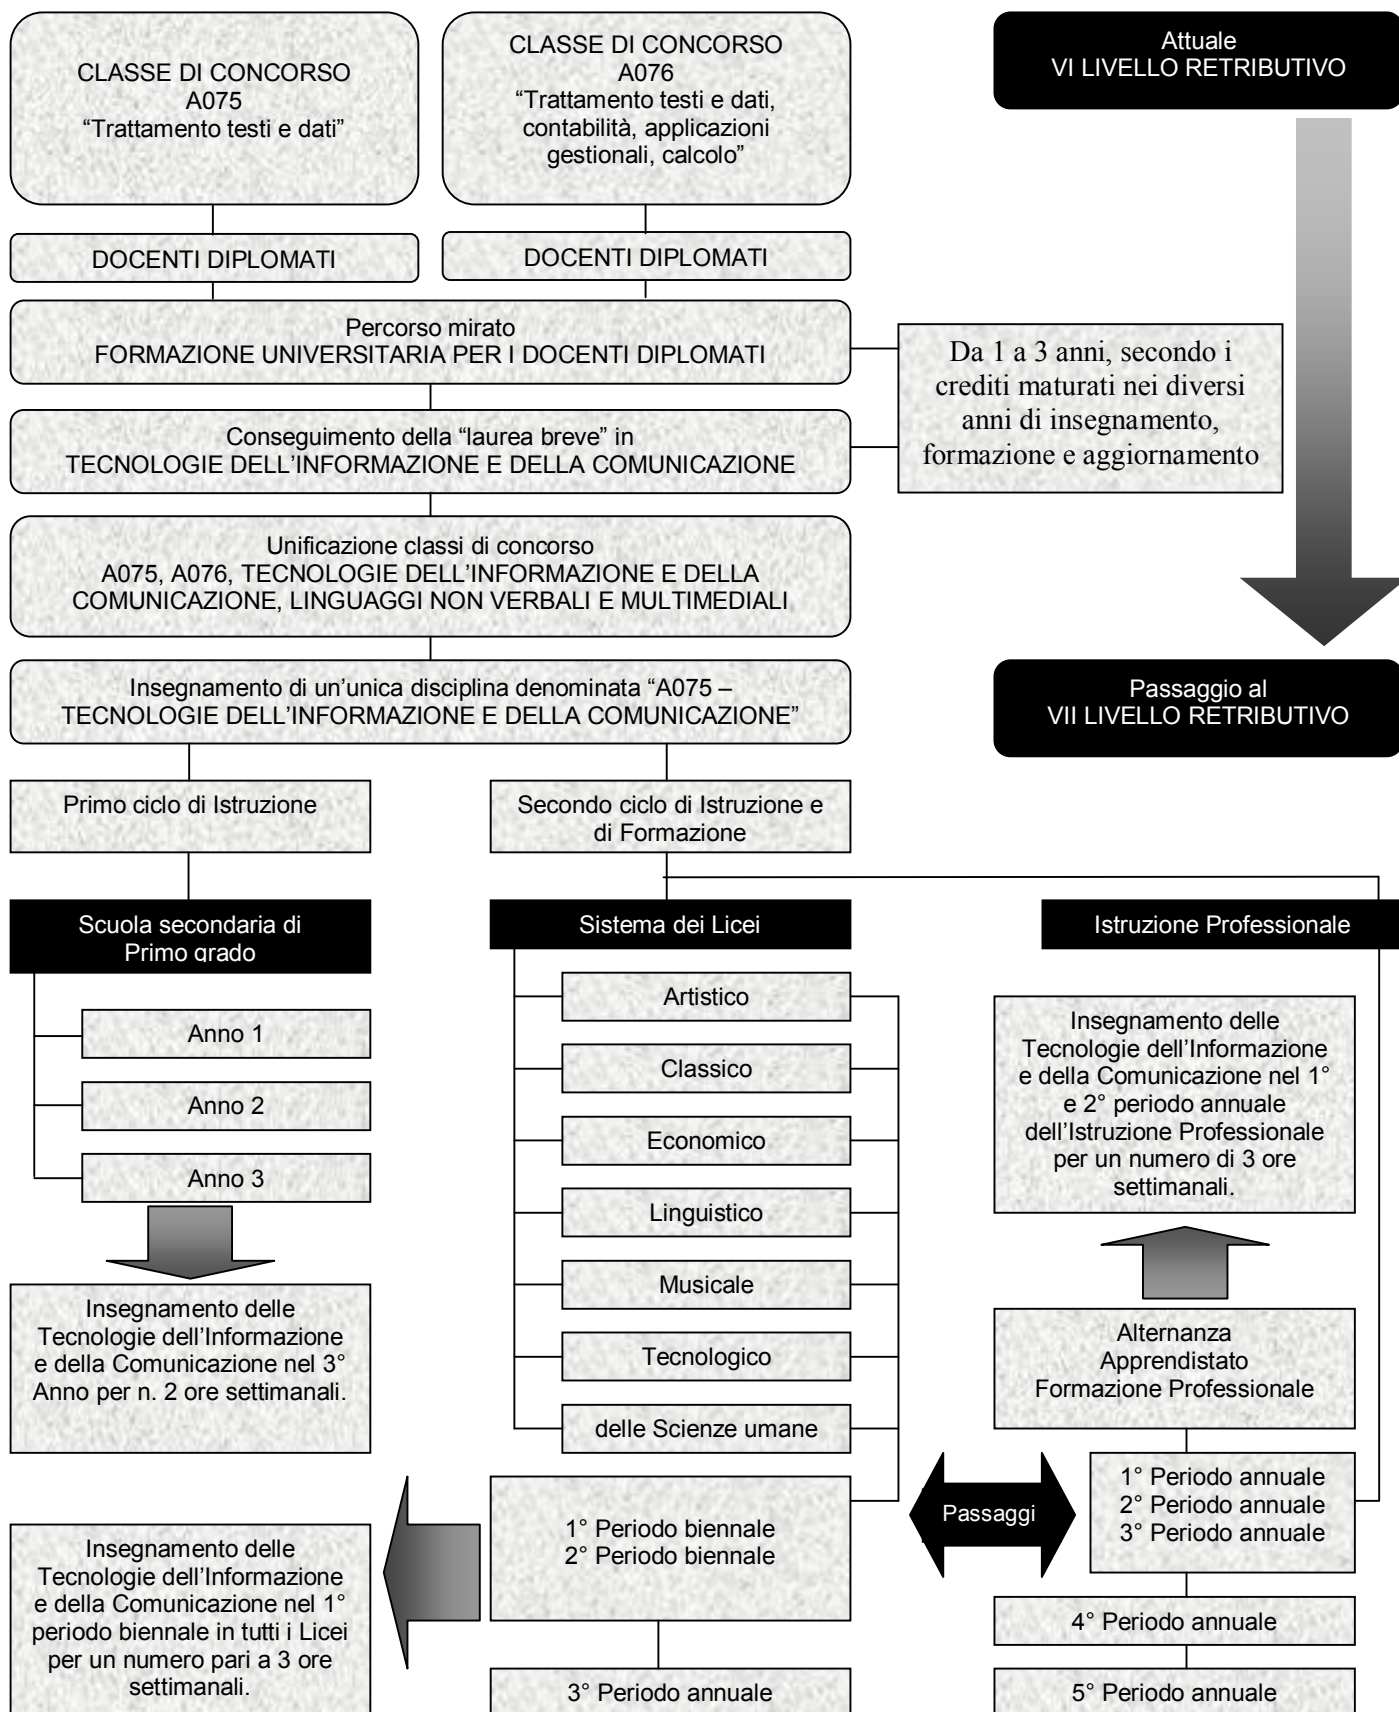 CLASSE DI CONCORSO
A075
“Trattamento testi e dati”
CLASSE DI CONCORSO
A076
“Trattamento testi e dati,
contabilità, applicazioni
gestionali, calcolo”
Attuale
VI LIVELLO RETRIBUTIVO
DOCENTI DIPLOMATI
DOCENTI DIPLOMATI
Percorso mirato
FORMAZIONE UNIVERSITARIA PER I DOCENTI DIPLOMATI
Da 1 a 3 anni, secondo i
crediti maturati nei diversi
anni di insegnamento,
formazione e aggiornamento
Conseguimento della “laurea breve” in
TECNOLOGIE DELL’INFORMAZIONE E DELLA COMUNICAZIONE
Unificazione classi di concorso
A075, A076, TECNOLOGIE DELL’INFORMAZIONE E DELLA
COMUNICAZIONE, LINGUAGGI NON VERBALI E MULTIMEDIALI
Insegnamento di un’unica disciplina denominata “A075 –
TECNOLOGIE DELL’INFORMAZIONE E DELLA COMUNICAZIONE”
Passaggio al
VII LIVELLO RETRIBUTIVO
Primo ciclo di Istruzione
Secondo ciclo di Istruzione e
di Formazione
Scuola secondaria di
Primo grado
Anno 1
Anno 2
Anno 3
Insegnamento delle
Tecnologie dell’Informazione
e della Comunicazione nel 3°
Anno per n. 2 ore settimanali.
Sistema dei Licei
Artistico
Classico
Economico
Linguistico
Musicale
Tecnologico
delle Scienze umane
1° Periodo biennale
2° Periodo biennale
3° Periodo annuale
Insegnamento delle
Tecnologie dell’Informazione
e della Comunicazione nel 1°
periodo biennale in tutti i Licei
per un numero pari a 3 ore
settimanali.
Passaggi
Istruzione Professionale
Insegnamento delle
Tecnologie dell’Informazione
e della Comunicazione nel 1°
e 2° periodo annuale
dell’Istruzione Professionale
per un numero di 3 ore
settimanali.
Alternanza
Apprendistato
Formazione Professionale
1° Periodo annuale
2° Periodo annuale
3° Periodo annuale
4° Periodo annuale
5° Periodo annuale